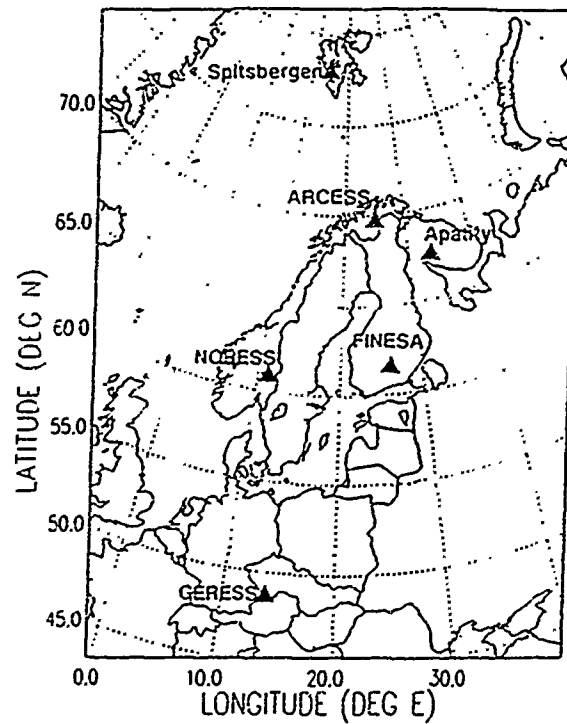 Spitsbergen
70.0
ARCESS
65.0
Apatity
60.0
FINESA
NORESS
55.0
50.0
GERESS
45.0
0.0 10.0 20.0 30.0
LONGITUDE (DEG E)
LATITUDE (DEG N)